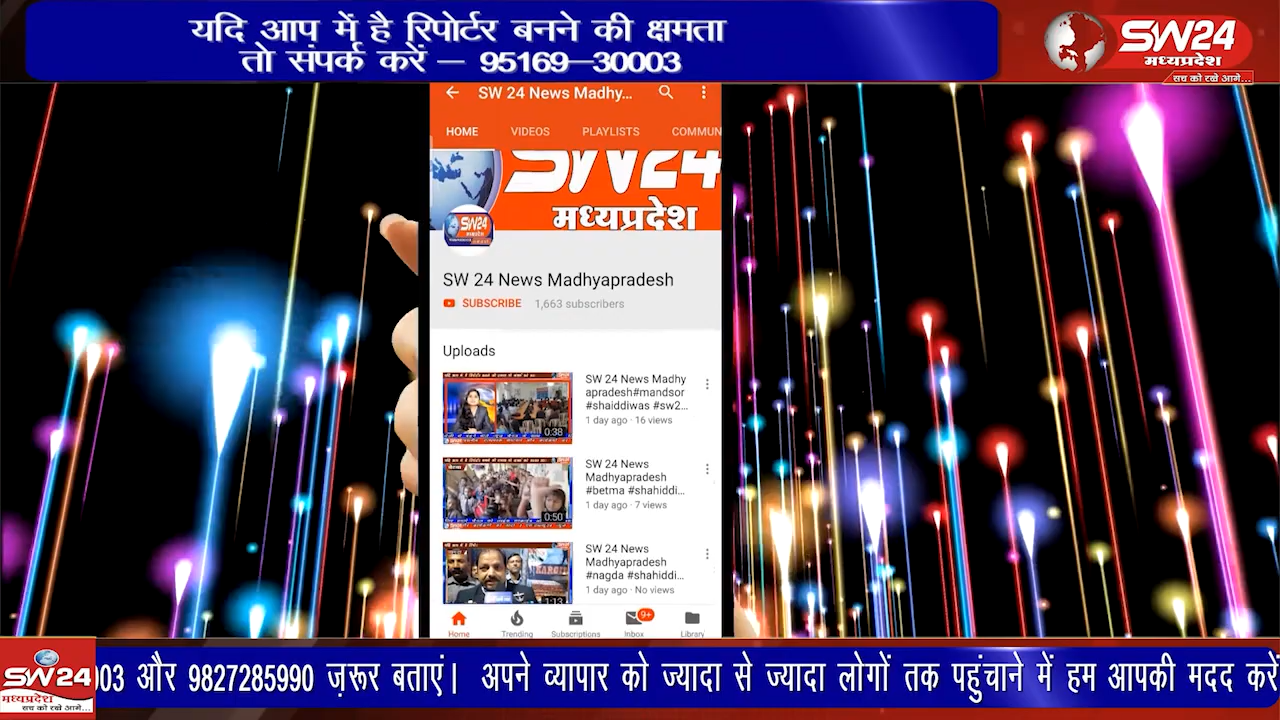 यदि आप में है रिपोर्टर बनने की क्षमता
तो संपर्क करें – 95169–30003
SW24
मध्यप्रदेश
सच को रखे आगे...
SW 24 News Madhy...
HOME VIDEOS PLAYLISTS COMMUN
SW24
मध्यप्रदेश
SW24
SW 24 News Madhyapradesh
SUBSCRIBE 1,663 subscribers
Uploads
SW 24 News Madhy
apradesh#mandsor
#shaiddiwas #sw2...
1 day ago · 16 views
0:38
SW 24 News
Madhyapradesh
#betma #shahiddi...
1 day ago · 7 views
0:50
SW 24 News
Madhyapradesh
#nagda #shahiddi...
1 day ago · No views
1:13
9+
Home Trending Subscriptions Inbox Library
SW24
मध्यप्रदेश
सच को रखे आगे...
003 और 9827285990 ज़रूर बताएं| अपने व्यापार को ज्यादा से ज्यादा लोगों तक पहुंचाने में हम आपकी मदद करें